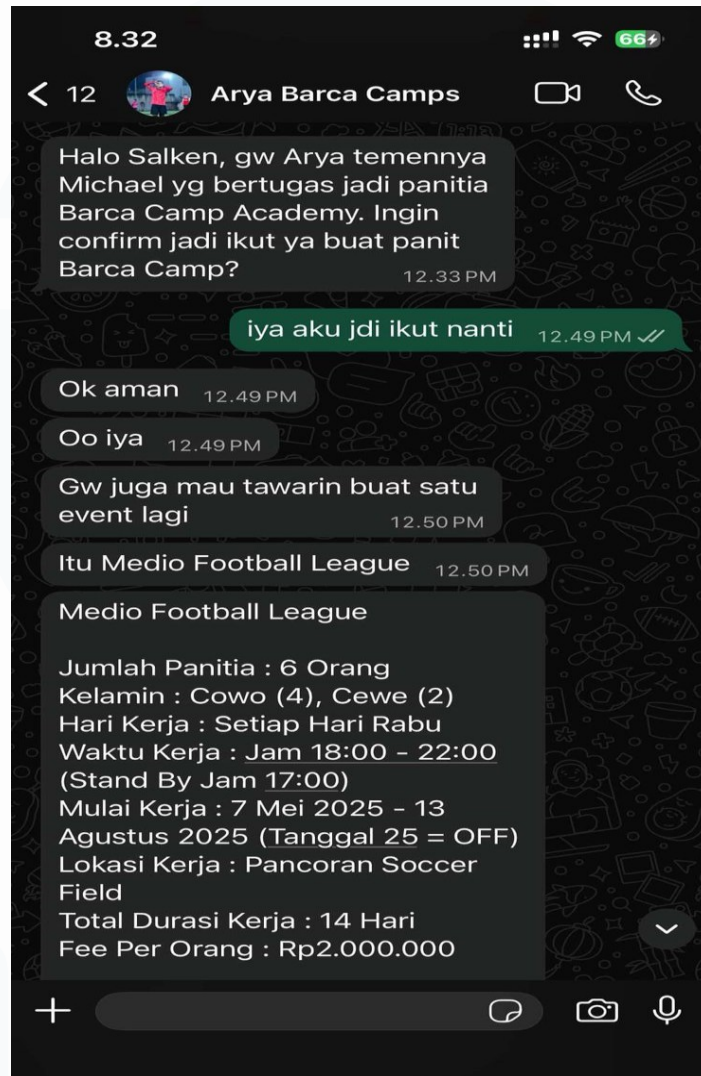 8.32
66
12
Arya Barca Camps
Halo Salken, gw Arya temennya
Michael yg bertugas jadi panitia
Barca Camp Academy. Ingin
confirm jadi ikut ya buat panit
Barca Camp?
12.33 PM
iya aku jdi ikut nanti
12.49 PM
Ok aman
12.49 PM
Oo iya
12.49 PM
Gw juga mau tawarin buat satu
event lagi
12.50 PM
Itu Medio Football League
12.50 PM
Medio Football League
Jumlah Panitia : 6 Orang
Kelamin : Cowo (4), Cewe (2)
Hari Kerja : Setiap Hari Rabu
Waktu Kerja : Jam 18:00 - 22:00
(Stand By Jam 17:00)
Mulai Kerja : 7 Mei 2025 - 13
Agustus 2025 (Tanggal 25 = OFF)
Lokasi Kerja : Pancoran Soccer
Field
Total Durasi Kerja : 14 Hari
Fee Per Orang : Rp2.000.000